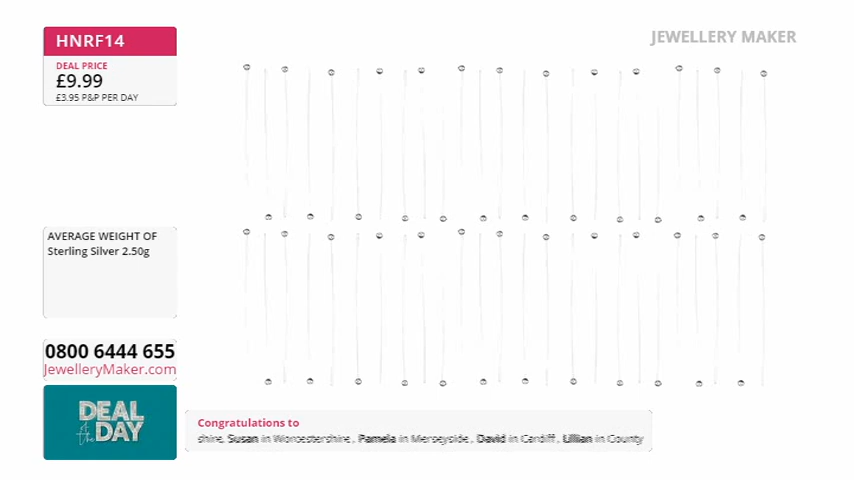 HNRF14
DEAL PRICE
£9.99
£3.95 P&P PER DAY
JEWELLERY MAKER
AVERAGE WEIGHT OF
Sterling Silver 2.50g
0800 6444 655
JewelleryMaker.com
DEAL
of the
DAY
Congratulations to
shire, Susan in Worcestershire, Pamela in Merseyside, David in Cardiff, Lillian in County